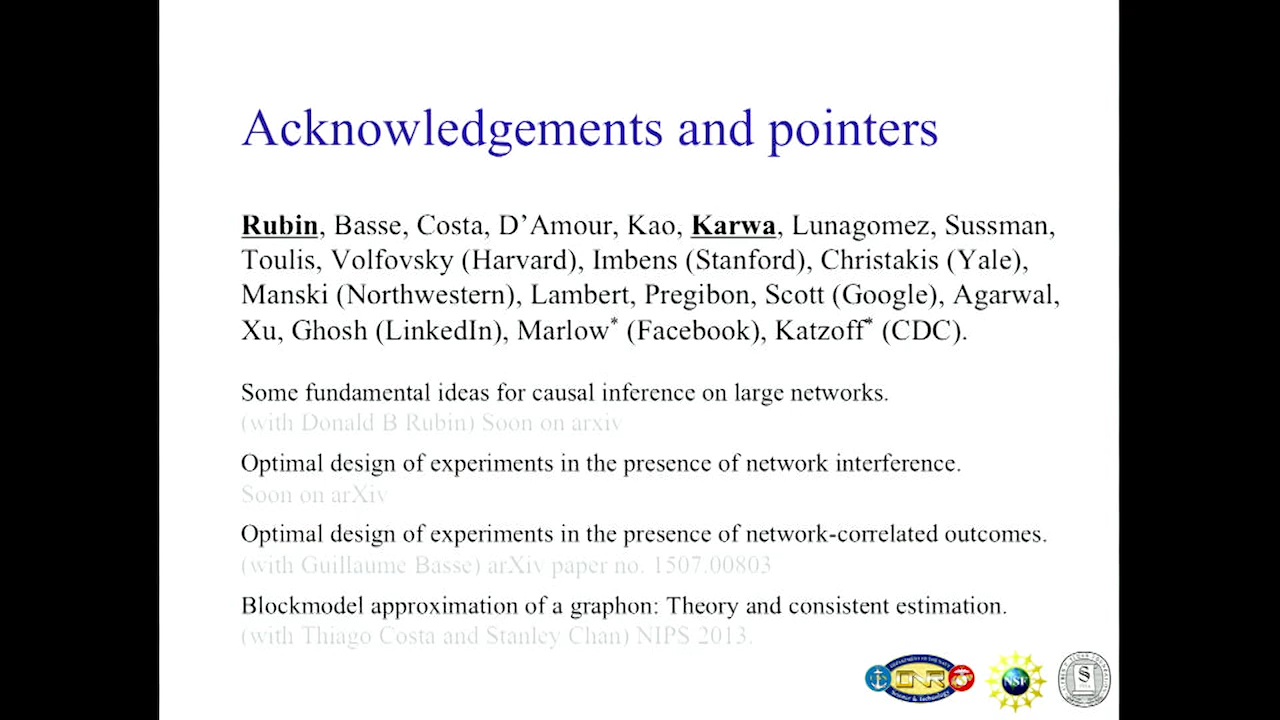 Acknowledgements and pointers
Rubin, Basse, Costa, D’Amour, Kao, Karwa, Lunagomez, Sussman,
Toulis, Volfovsky (Harvard), Imbens (Stanford), Christakis (Yale),
Manski (Northwestern), Lambert, Pregibon, Scott (Google), Agarwal,
Xu, Ghosh (LinkedIn), Marlow* (Facebook), Katzoff* (CDC).
Some fundamental ideas for causal inference on large networks.
(with Donald B Rubin) Soon on arxiv
Optimal design of experiments in the presence of network interference.
Soon on arXiv
Optimal design of experiments in the presence of network-correlated outcomes.
(with Guillaume Basse) arXiv paper no. 1507.00803
Blockmodel approximation of a graphon: Theory and consistent estimation.
(with Thiago Costa and Stanley Chan) NIPS 2013.
ONR
Science & Technology
NSF